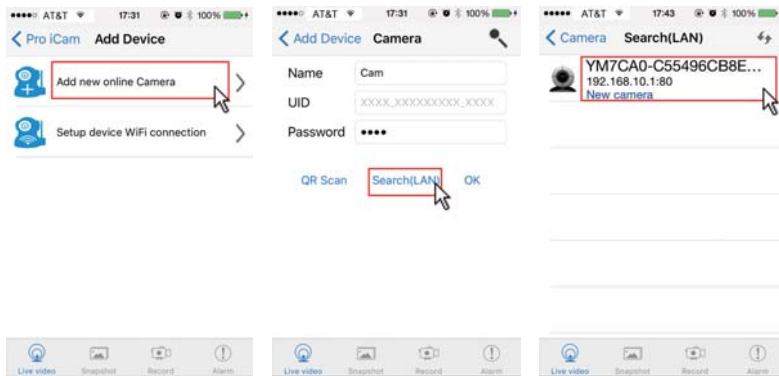 AT&T 17:31 100%
Pro iCam Add Device
Add new online Camera
Setup device WiFi connection
Live video Snapshot Record Alarm
AT&T 17:31 100%
Add Device Camera
Name Cam
UID XXXX_XXXXXXXXX_XXXX
Password ••••
QR Scan Search(LAN) OK
Live video Snapshot Record Alarm
AT&T 17:43 100%
Camera Search(LAN)
YM7CA0-C55496CB8E...
192.168.10.1:80
New camera
Live video Snapshot Record Alarm